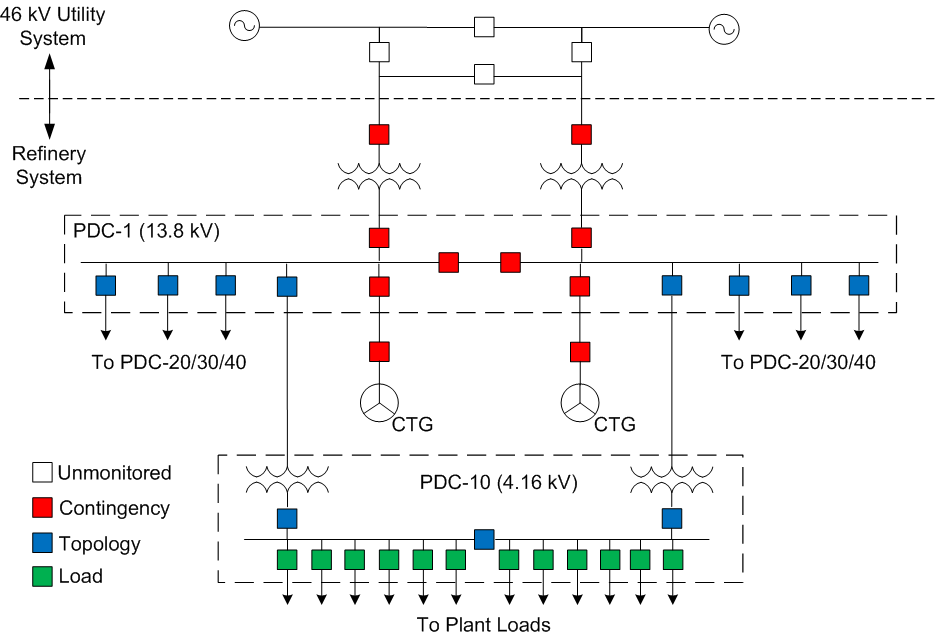 46 kV Utility
System
Refinery
System
PDC-1 (13.8 kV)
To PDC-20/30/40
To PDC-20/30/40
CTG
CTG
Unmonitored
Contingency
Topology
Load
PDC-10 (4.16 kV)
To Plant Loads